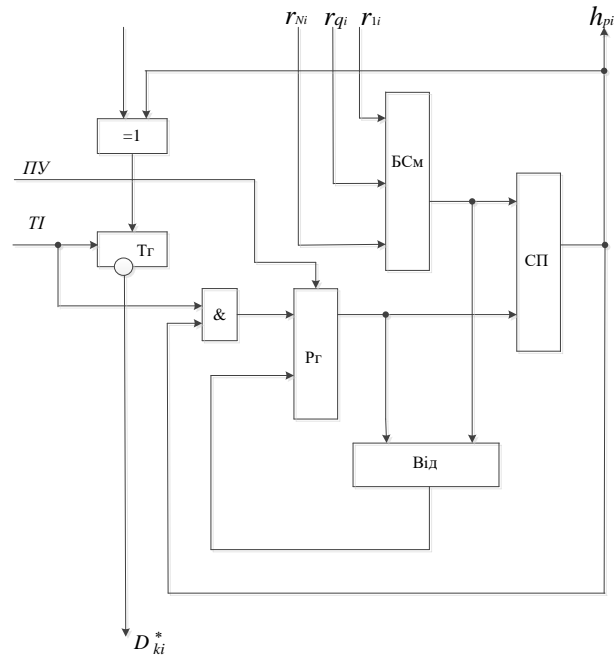 r_Ni r_qi r_1i h_pi
=1
БСм
ПУ
ТІ
Тг
СП
&
Рг
Від
D*_ki